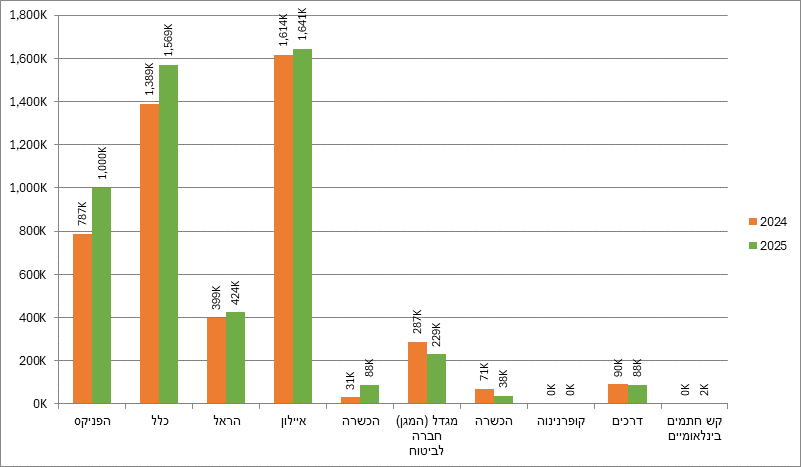 1,800K
1,600K
1,400K
1,200K
1,000K
800K
600K
400K
200K
0K
787K
1,000K
1,389K
1,569K
399K
424K
1,614K
1,641K
31K
88K
287K
229K
71K
38K
0K
0K
90K
88K
0K
2K
הפניקס
כלל
הראל
איילון
הכשרה
מגדל (המגן)
חברה
לביטוח
הכשרה
קופרנינוה
דרכים
קש חתמים
בינלאומיים
2024
2025